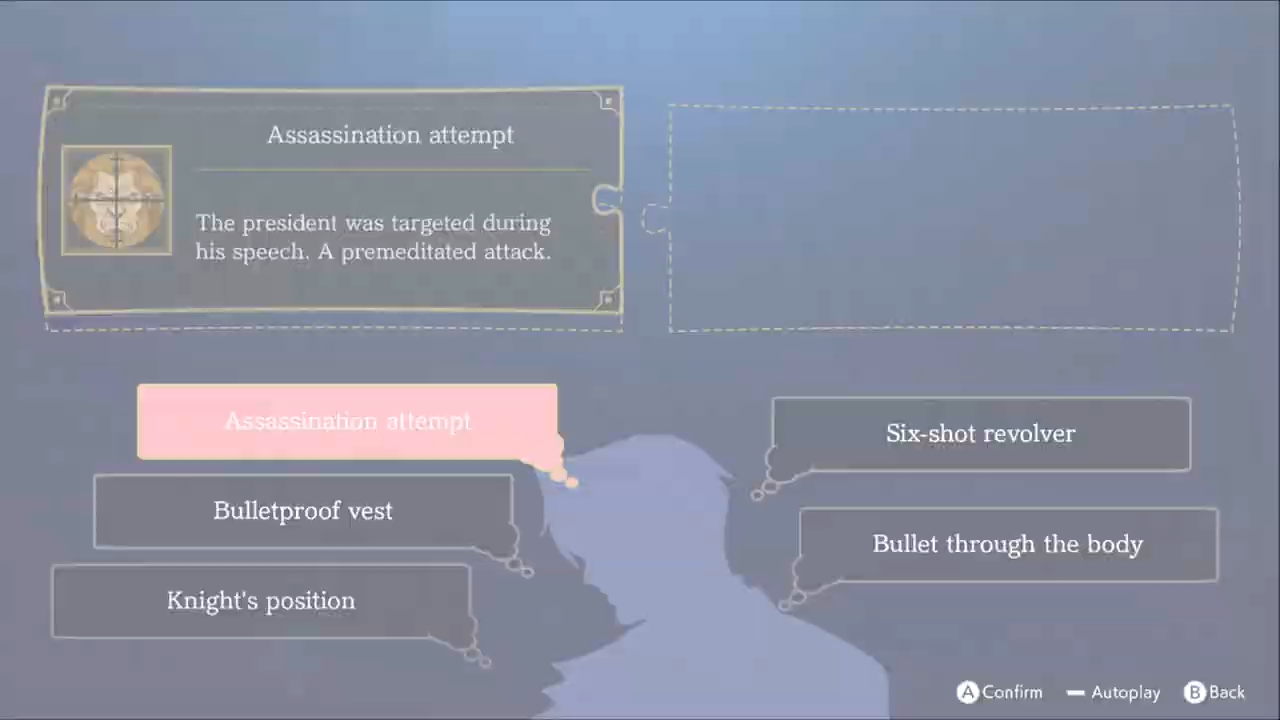 Assassination attempt
The president was targeted during
his speech. A premeditated attack.
Assassination attempt
Bulletproof vest
Knight's position
Six-shot revolver
Bullet through the body
A Confirm
Autoplay
B Back